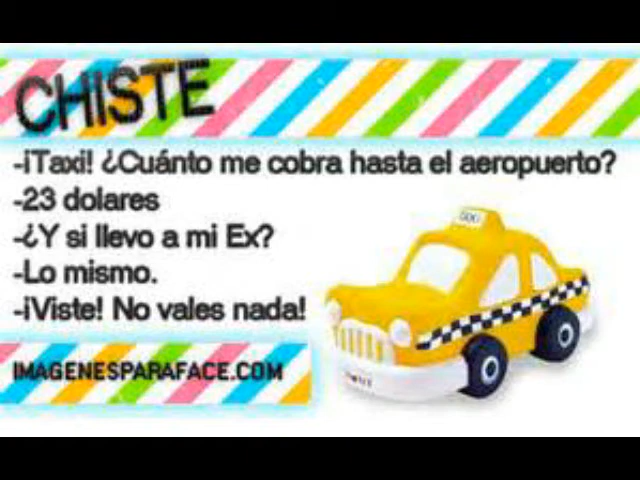 CHISTE
-¡Taxi! ¿Cuánto me cobra hasta el aeropuerto?
-23 dolares
-¿Y si llevo a mi Ex?
-Lo mismo.
-¡Viste! No vales nada!
TAXI
IMAGENESPARAFACE.COM